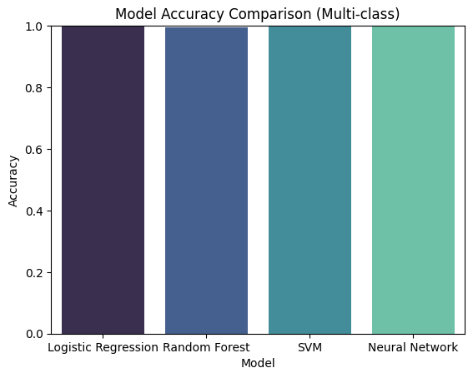 Model Accuracy Comparison (Multi-class)
1.0
0.8
0.6
0.4
0.2
0.0
Accuracy
Logistic Regression Random Forest SVM Neural Network
Model